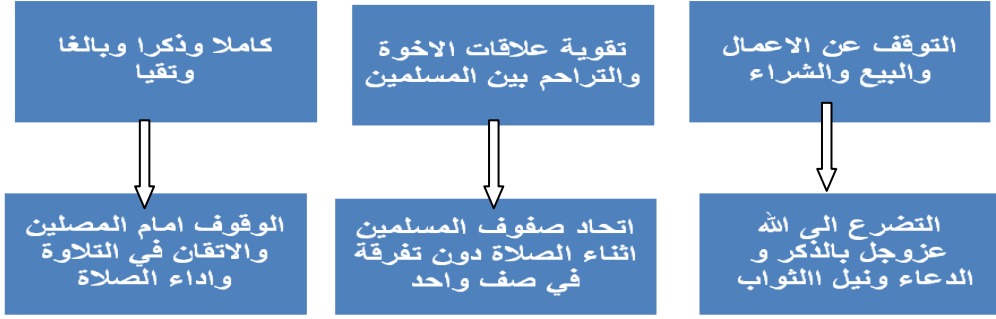 التوقف عن الاعمال
والبيع والشراء
تقوية علاقات الاخوة
والتراحم بين المسلمين
كاملا وذكرا وبالغا
وتقيا
التضرع الى الله
عزوجل بالذكر و
الدعاء ونيل االثواب
اتحاد صفوف المسلمين
اثناء الصلاة دون تفرقة
في صف واحد
الوقوف امام المصلين
والاتقان في التلاوة
واداء الصلاة